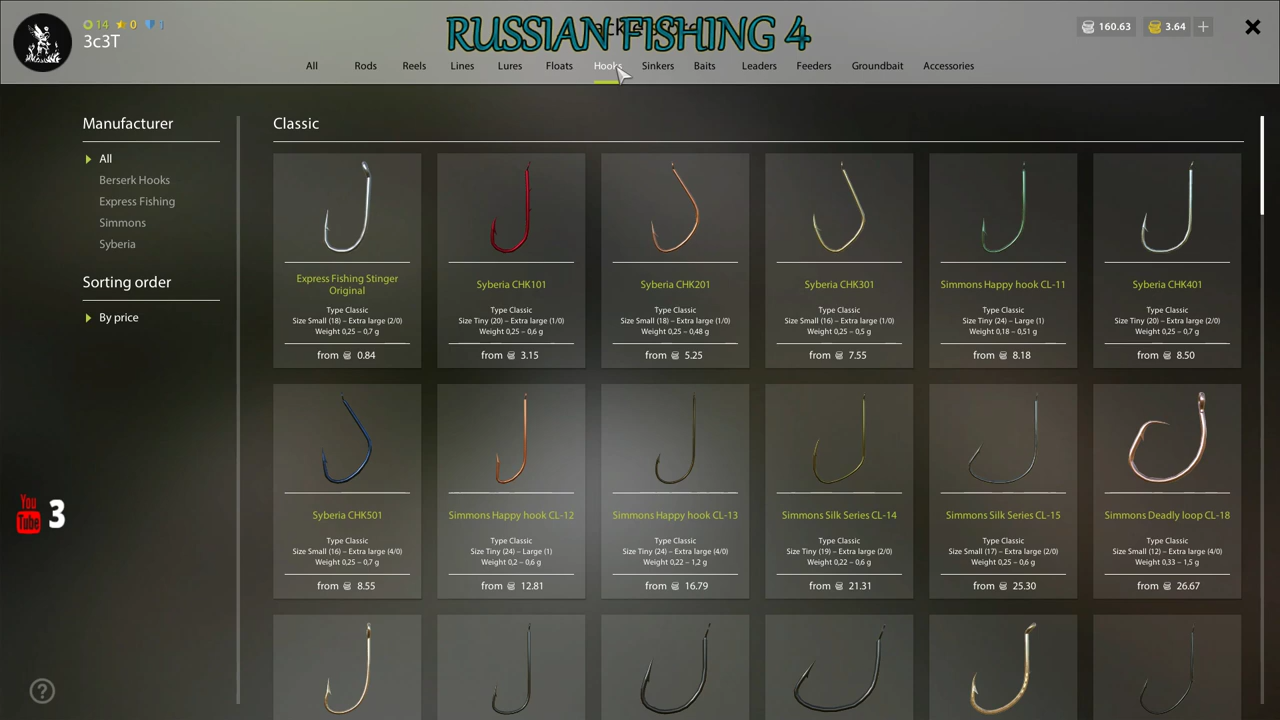 14 0 1
3c3T
RUSSIAN FISHING 4
160.63
3.64
All Rods Reels Lines Lures Floats Hooks Sinkers Baits Leaders Feeders Groundbait Accessories
Manufacturer
All
Berserk Hooks
Express Fishing
Simmons
Syberia
Sorting order
By price
Classic
Express Fishing Stinger
Original
Type Classic
Size Small (18) – Extra large (2/0)
Weight 0,25 – 0,7 g
from 0.84
Syberia CHK101
Type Classic
Size Tiny (20) – Extra large (1/0)
Weight 0,25 – 0,6 g
from 3.15
Syberia CHK201
Type Classic
Size Small (18) – Extra large (1/0)
Weight 0,25 – 0,48 g
from 5.25
Syberia CHK301
Type Classic
Size Small (16) – Extra large (1/0)
Weight 0,25 – 0,5 g
from 7.55
Simmons Happy hook CL-11
Type Classic
Size Tiny (24) – Large (1)
Weight 0,18 – 0,51 g
from 8.18
Syberia CHK401
Type Classic
Size Tiny (20) – Extra large (2/0)
Weight 0,25 – 0,7 g
from 8.50
Syberia CHK501
Type Classic
Size Small (16) – Extra large (4/0)
Weight 0,25 – 0,7 g
from 8.55
Simmons Happy hook CL-12
Type Classic
Size Tiny (24) – Large (1)
Weight 0,2 – 0,6 g
from 12.81
Simmons Happy hook CL-13
Type Classic
Size Tiny (24) – Extra large (4/0)
Weight 0,22 – 1,2 g
from 16.79
Simmons Silk Series CL-14
Type Classic
Size Tiny (19) – Extra large (2/0)
Weight 0,22 – 0,6 g
from 21.31
Simmons Silk Series CL-15
Type Classic
Size Small (17) – Extra large (2/0)
Weight 0,25 – 0,6 g
from 25.30
Simmons Deadly loop CL-18
Type Classic
Size Small (12) – Extra large (4/0)
Weight 0,33 – 1,5 g
from 26.67
You
Tube 3
?